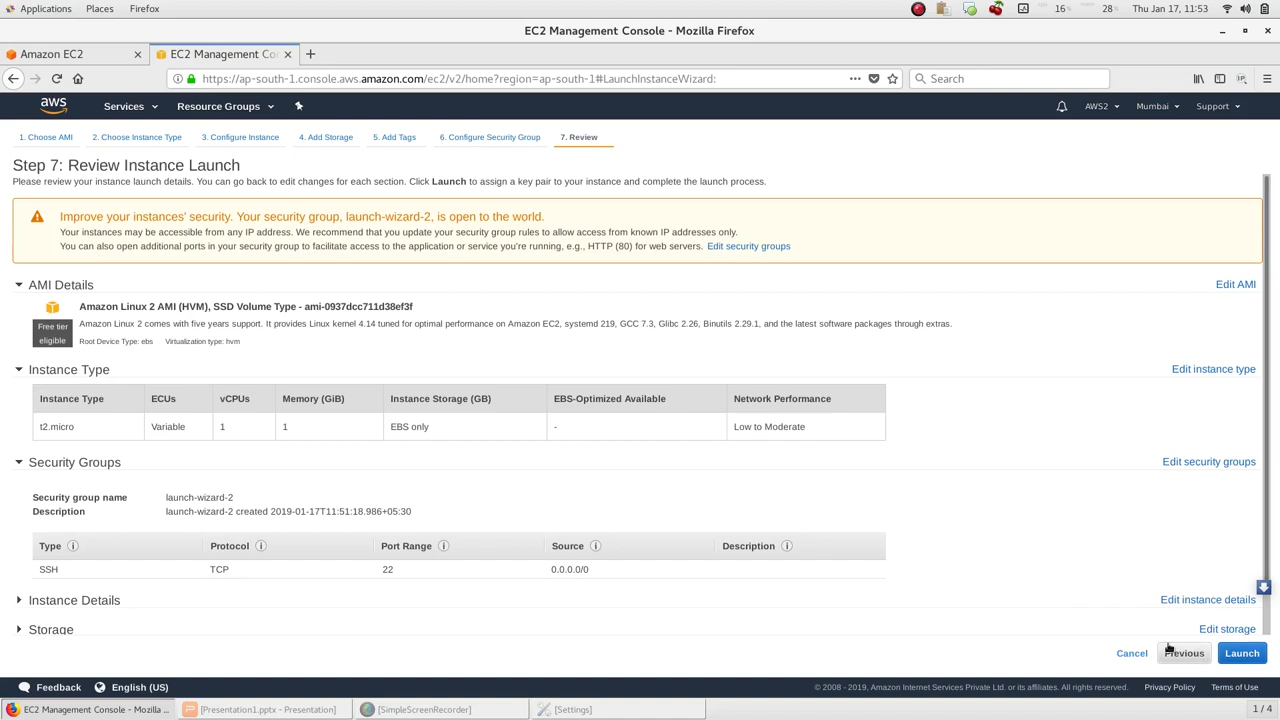 Applications Places Firefox 16% 28% Thu Jan 17, 11:53
EC2 Management Console - Mozilla Firefox
Amazon EC2 EC2 Management Co
https://ap-south-1.console.aws.amazon.com/ec2/v2/home?region=ap-south-1#LaunchInstanceWizard: Search
aws Services Resource Groups AWS2 Mumbai Support
1. Choose AMI 2. Choose Instance Type 3. Configure Instance 4. Add Storage 5. Add Tags 6. Configure Security Group 7. Review
Step 7: Review Instance Launch
Please review your instance launch details. You can go back to edit changes for each section. Click Launch to assign a key pair to your instance and complete the launch process.
Improve your instances' security. Your security group, launch-wizard-2, is open to the world.
Your instances may be accessible from any IP address. We recommend that you update your security group rules to allow access from known IP addresses only.
You can also open additional ports in your security group to facilitate access to the application or service you're running, e.g., HTTP (80) for web servers. Edit security groups
AMI Details Edit AMI
Amazon Linux 2 AMI (HVM), SSD Volume Type - ami-0937dcc711d38ef3f
Free tier eligible
Amazon Linux 2 comes with five years support. It provides Linux kernel 4.14 tuned for optimal performance on Amazon EC2, systemd 219, GCC 7.3, Glibc 2.26, Binutils 2.29.1, and the latest software packages through extras.
Root Device Type: ebs Virtualization type: hvm
Instance Type Edit instance type
Instance Type ECUs vCPUs Memory (GiB) Instance Storage (GB) EBS-Optimized Available Network Performance
t2.micro Variable 1 1 EBS only - Low to Moderate
Security Groups Edit security groups
Security group name launch-wizard-2
Description launch-wizard-2 created 2019-01-17T11:51:18.986+05:30
Type Protocol Port Range Source Description
SSH TCP 22 0.0.0.0/0
Instance Details Edit instance details
Storage Edit storage
Cancel Previous Launch
Feedback English (US) © 2008 - 2019, Amazon Internet Services Private Ltd. or its affiliates. All rights reserved. Privacy Policy Terms of Use
EC2 Management Console - Mozilla ... [Presentation1.pptx - Presentation] [SimpleScreenRecorder] [Settings] 1 / 4